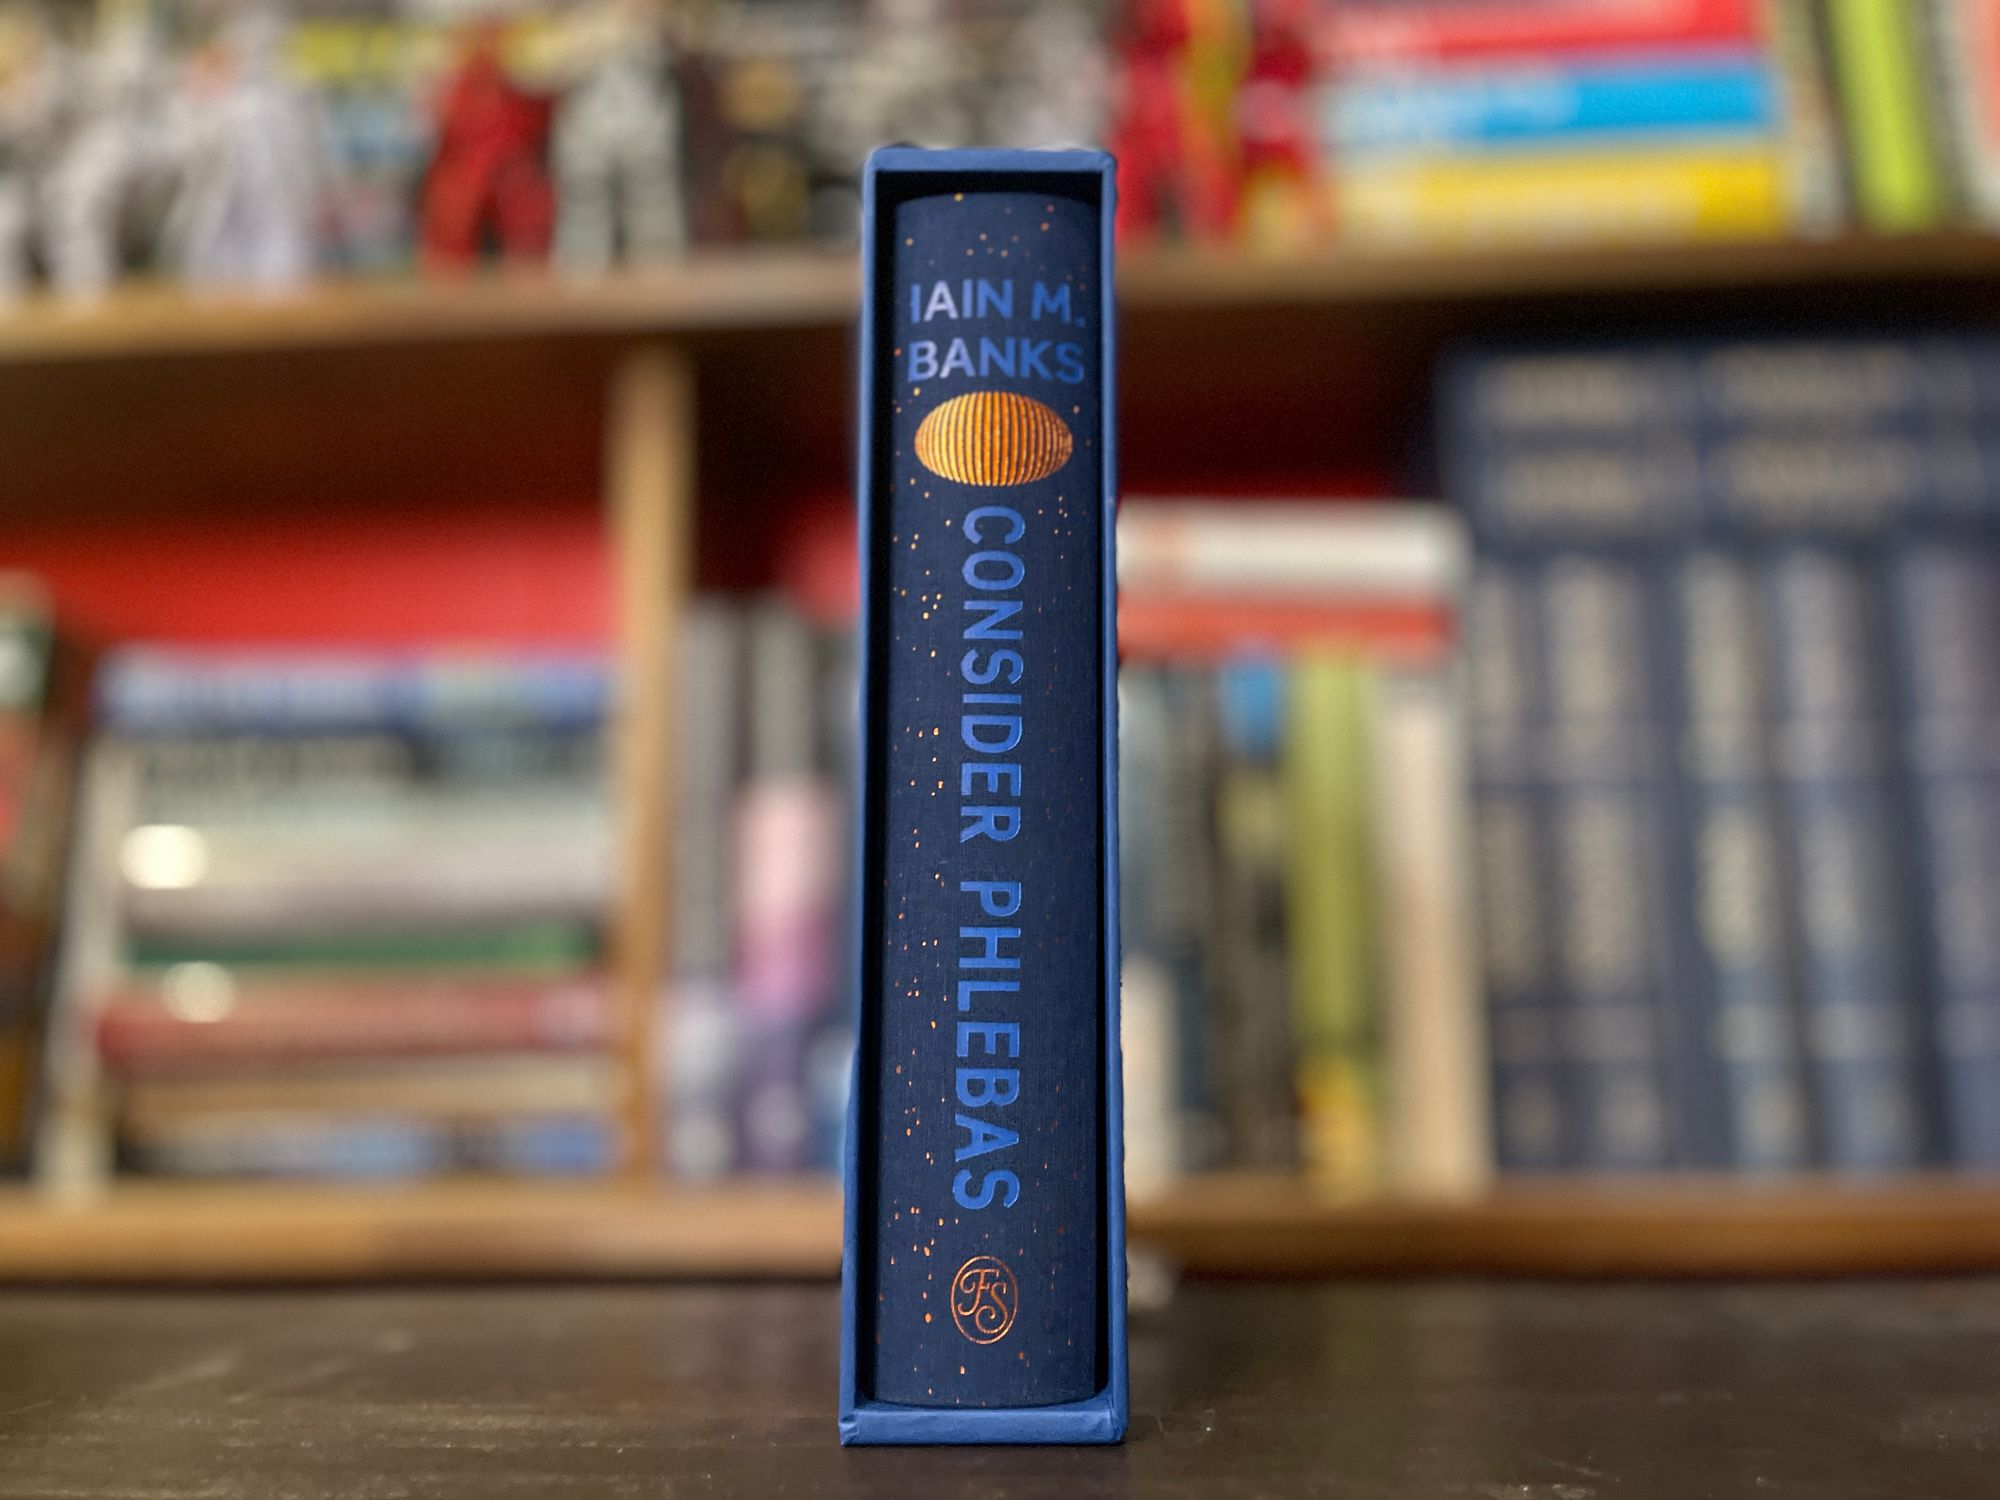 IAIN M.
BANKS
CONSIDER PHLEBAS
FS